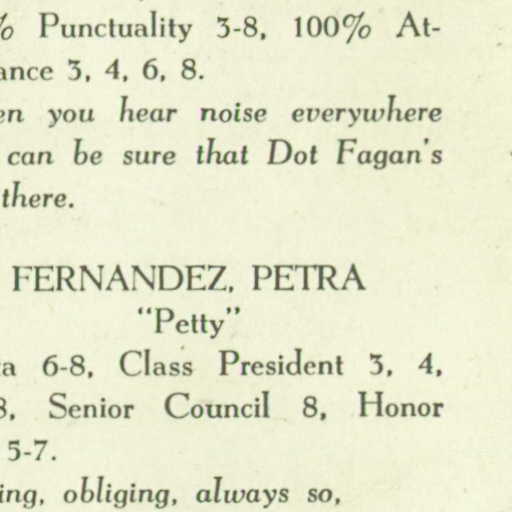 % Punctuality 3-8, 100% At-
ance 3, 4, 6, 8.
en you hear noise everywhere
can be sure that Dot Fagan's
there.
FERNANDEZ, PETRA
"Petty"
a 6-8, Class President 3, 4,
8, Senior Council 8, Honor
5-7.
ing, obliging, always so,